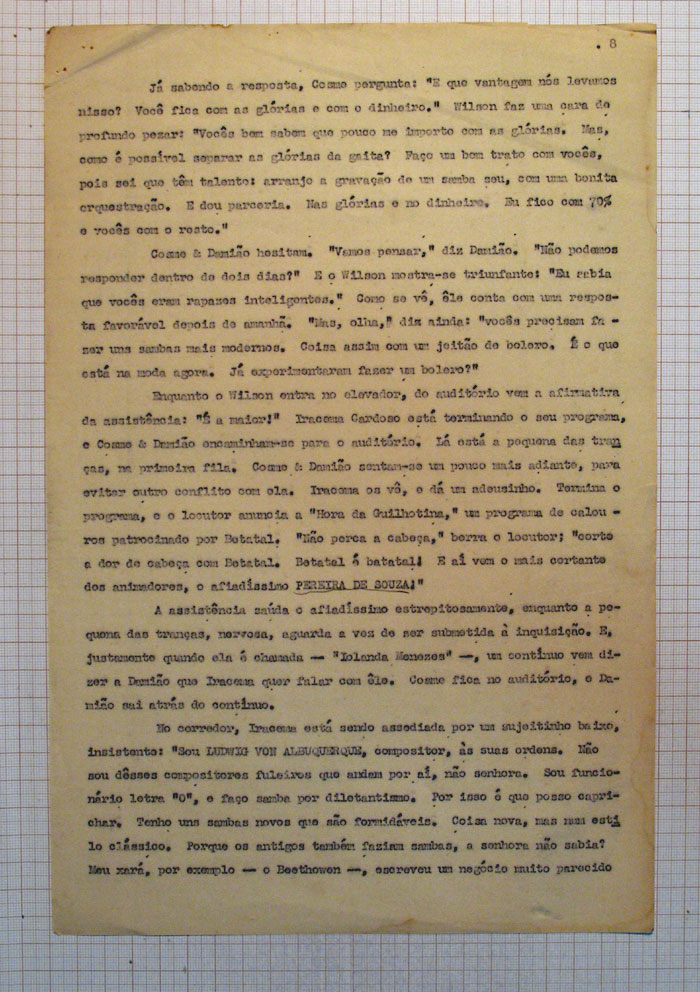 . 8
Já sabendo a resposta, Cosme pergunta: "E que vantagem nós levamos
nisso? Você fica com as glórias e com o dinheiro." Wilson faz uma cara de
profundo pezar: "Vocês bem sabem que pouco me importo com as glórias. Mas,
como é possível separar as glórias da gaita? Faço um bom trato com vocês,
pois sei que têm talento: arranjo a gravação de um samba seu, com uma bonita
orquestração. E dou parceria. Nas glórias e no dinheiro. Eu fico com 70%
e vocês com o resto."
Cosme & Damião hesitam. "Vamos pensar," diz Damião. "Não podemos
responder dentro de dois dias?" E o Wilson mostra-se triunfante: "Eu sabia
que vocês eram rapazes inteligentes." Como se vê, êle conta com uma respos-
ta favorável depois de amanhã. "Mas, olha," diz ainda: "vocês precisam fa-
zer uns sambas mais modernos. Coisa assim com um jeitão de bolero. É o que
está na moda agora. Já experimentaram fazer um bolero?"
Enquanto o Wilson entra no elevador, do auditório vem a afirmativa
da assistência: "É a maior!" Iracema Cardoso está terminando o seu programa,
e Cosme & Damião encaminham-se para o auditório. Lá está a pequena das tran
ças, na primeira fila. Cosme & Damião sentam-se um pouco mais adiante, para
evitar outro conflito com ela. Iracema os vê, e dá um adeusinho. Termina o
programa, e o locutor anuncia a "Hora da Guilhotina," um programa de calou-
ros patrocinado por Betatal. "Não perca a cabeça," berra o locutor; "corte
a dor de cabeça com Betatal. Betatal é batatal! E aí vem o mais cortante
dos animadores, o afiadíssimo PEREIRA DE SOUZA!"
A assistência saúda o afiadíssimo estrepitosamente, enquanto a pe-
quena das tranças, nervosa, aguarda a vez de ser submetida à inquisição. E,
justamente quando ela é chamada — "Iolanda Menezes" —, um contínuo vem di-
zer a Damião que Iracema quer falar com êle. Cosme fica no auditório, e Da-
mião sai atrás do contínuo.
No corredor, Iracema está sendo assediada por um sujeitinho baixo,
insistente: "Sou LUDWIG VON ALBUQUERQUE, compositor, às suas ordens. Não
sou dêsses compositores fuleiros que andam por aí, não senhora. Sou funcio-
nário letra "O", e faço samba por diletantismo. Por isso é que posso capri-
char. Tenho uns sambas novos que são formidáveis. Coisa nova, mas num esti
lo clássico. Porque os antigos também faziam sambas, a senhora não sabia?
Meu xará, por exemplo — o Beethowen —, escreveu um negócio muito parecido